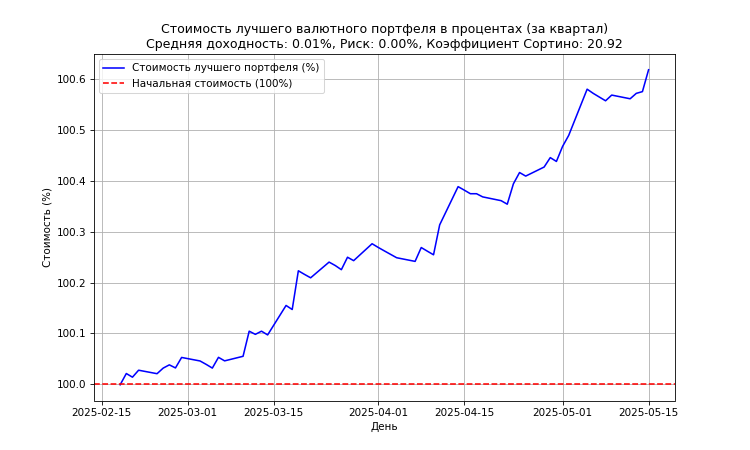 Стоимость лучшего валютного портфеля в процентах (за квартал)
Средняя доходность: 0.01%, Риск: 0.00%, Коэффициент Сортино: 20.92
Стоимость лучшего портфеля (%)
Начальная стоимость (100%)
Стоимость (%)
100.6
100.5
100.4
100.3
100.2
100.1
100.0
2025-02-15
2025-03-01
2025-03-15
2025-04-01
2025-04-15
2025-05-01
2025-05-15
День